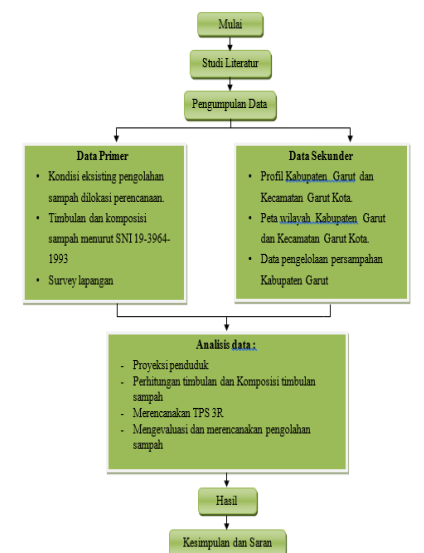 Mulai
Studi Literatur
Pengumpulan Data
Data Primer
• Kondisi eksisting pengolahan
sampah dilokasi perencanaan.
• Timbulan dan komposisi
sampah menurut SNI 19-3964-
1993
• Survey lapangan
Data Sekunder
• Profil Kabupaten Garut dan
Kecamatan Garut Kota.
• Peta wilayah Kabupaten Garut
dan Kecamatan Garut Kota.
• Data pengelolaan persampahan
Kabupaten Garut
Analisis data :
- Proyeksi penduduk
- Perhitungan timbulan dan Komposisi timbulan
sampah
- Merencanakan TPS 3R
- Mengevaluasi dan merencanakan pengolahan
sampah
Hasil
Kesimpulan dan Saran